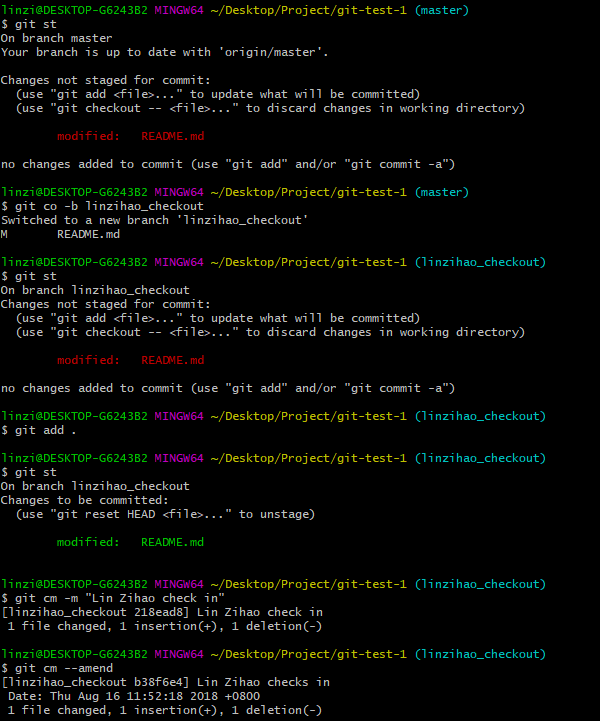 linzi@DESKTOP-G6243B2 MINGW64 ~/Desktop/Project/git-test-1 (master)
$ git st
On branch master
Your branch is up to date with 'origin/master'.
Changes not staged for commit:
(use "git add <file>..." to update what will be committed)
(use "git checkout -- <file>..." to discard changes in working directory)
modified: README.md
no changes added to commit (use "git add" and/or "git commit -a")
linzi@DESKTOP-G6243B2 MINGW64 ~/Desktop/Project/git-test-1 (master)
$ git co -b linzihao_checkout
Switched to a new branch 'linzihao_checkout'
M README.md
linzi@DESKTOP-G6243B2 MINGW64 ~/Desktop/Project/git-test-1 (linzihao_checkout)
$ git st
On branch linzihao_checkout
Changes not staged for commit:
(use "git add <file>..." to update what will be committed)
(use "git checkout -- <file>..." to discard changes in working directory)
modified: README.md
no changes added to commit (use "git add" and/or "git commit -a")
linzi@DESKTOP-G6243B2 MINGW64 ~/Desktop/Project/git-test-1 (linzihao_checkout)
$ git add .
linzi@DESKTOP-G6243B2 MINGW64 ~/Desktop/Project/git-test-1 (linzihao_checkout)
$ git st
On branch linzihao_checkout
Changes to be committed:
(use "git reset HEAD <file>..." to unstage)
modified: README.md
linzi@DESKTOP-G6243B2 MINGW64 ~/Desktop/Project/git-test-1 (linzihao_checkout)
$ git cm -m "Lin Zihao check in"
[linzihao_checkout 218ead8] Lin Zihao check in
1 file changed, 1 insertion(+), 1 deletion(-)
linzi@DESKTOP-G6243B2 MINGW64 ~/Desktop/Project/git-test-1 (linzihao_checkout)
$ git cm --amend
[linzihao_checkout b38f6e4] Lin Zihao checks in
Date: Thu Aug 16 11:52:18 2018 +0800
1 file changed, 1 insertion(+), 1 deletion(-)